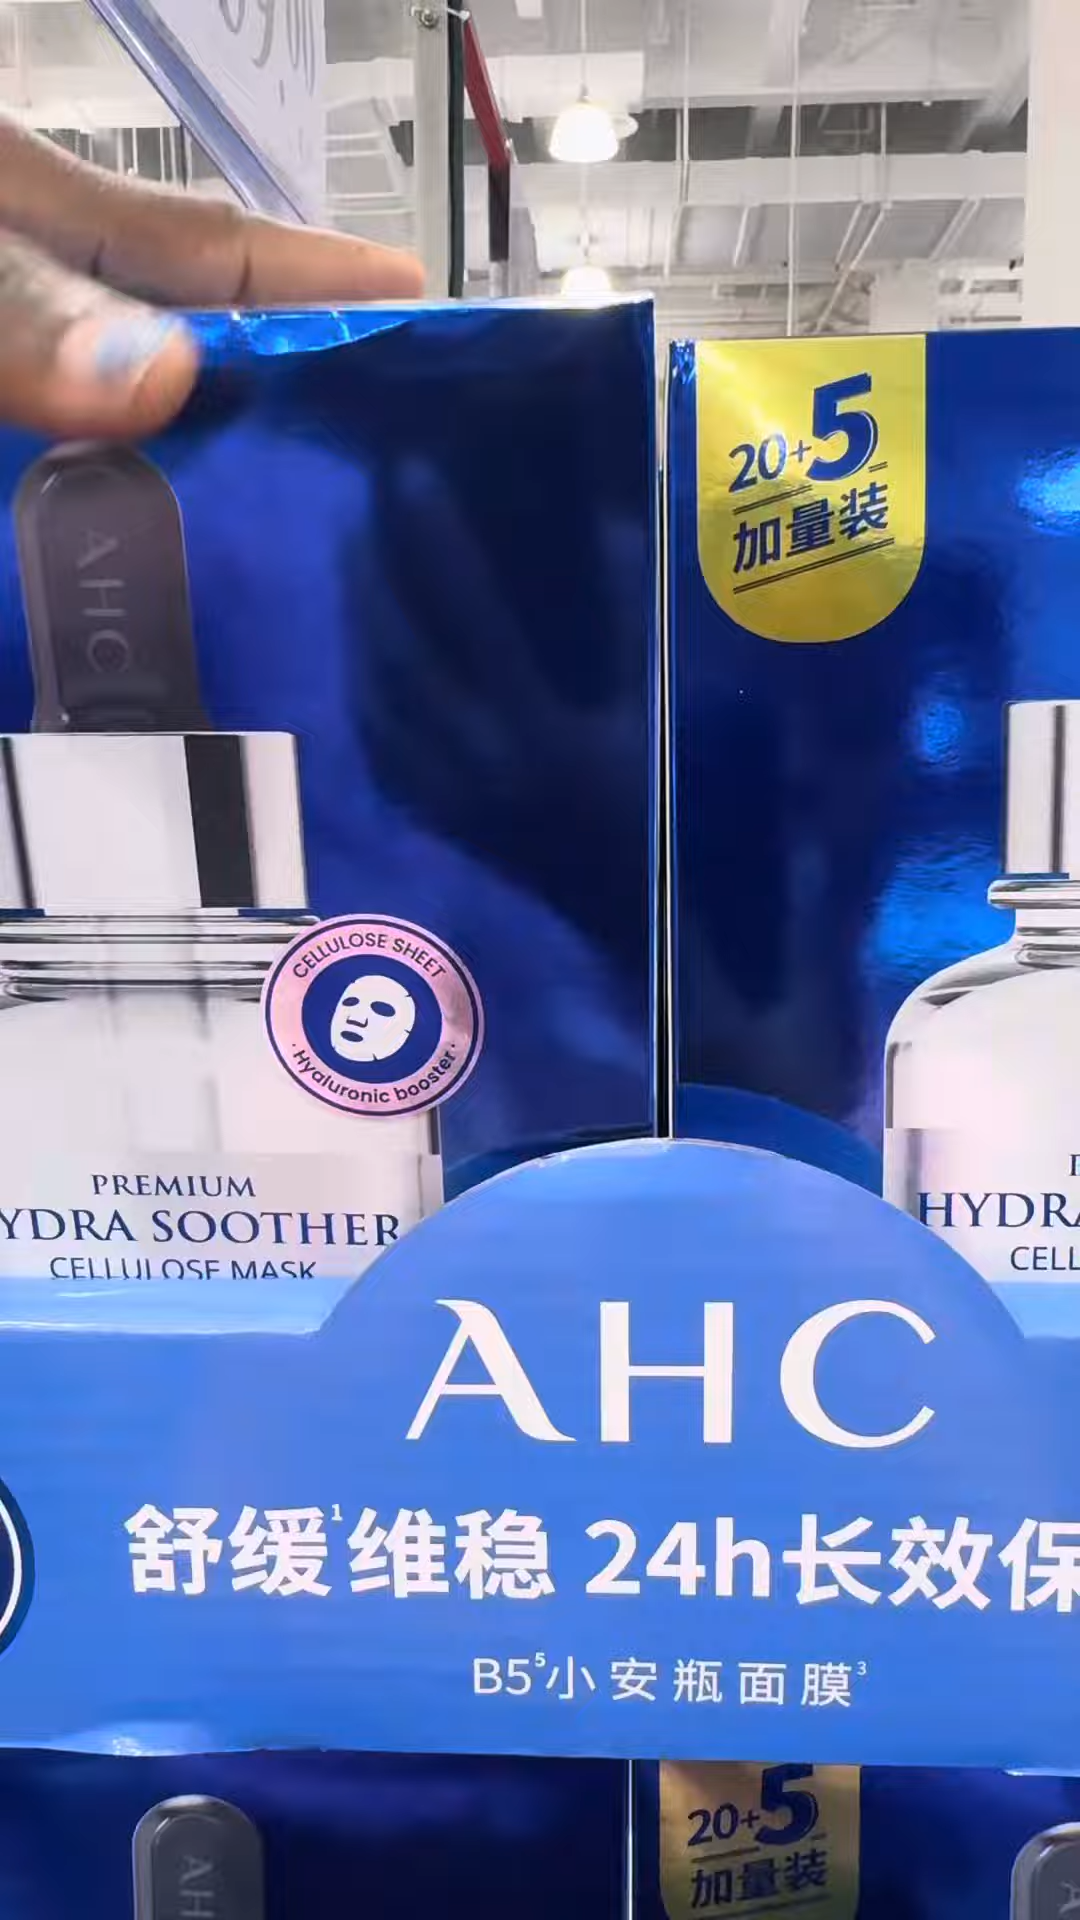 20+5
加量装
AHC
CELLULOSE SHEET
Hyaluronic booster
PREMIUM
YDRA SOOTHER
CELLULOSE MASK
HYDRA
CELL
AHC
舒缓¹维稳 24h长效保
B5⁵小安瓶面膜³
20+5
加量装
AH